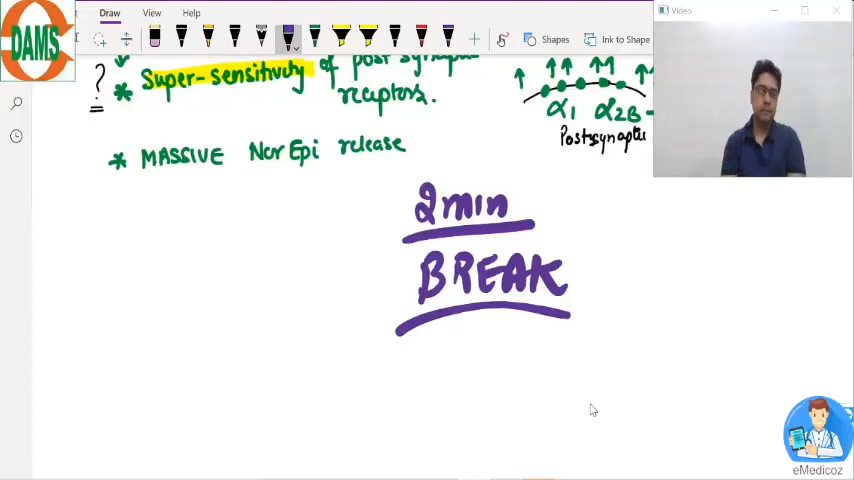 Draw View History Help
Video
DAMS
Shapes
Ink to Shape
? * Super-sensitivity of post synaptic
receptors.
α1 α2B
Postsynaptic
* MASSIVE NorEpi release
2min
BREAK
eMedicoz